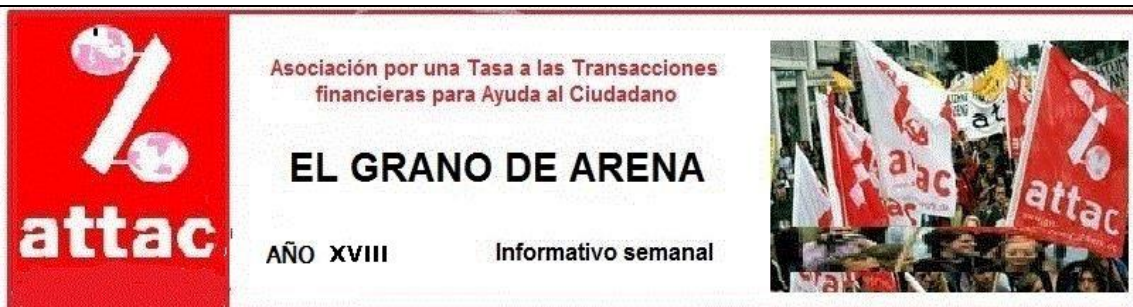 attac
Asociación por una Tasa a las Transacciones
financieras para Ayuda al Ciudadano
EL GRANO DE ARENA
AÑO XVIII
Informativo semanal
attac
attac